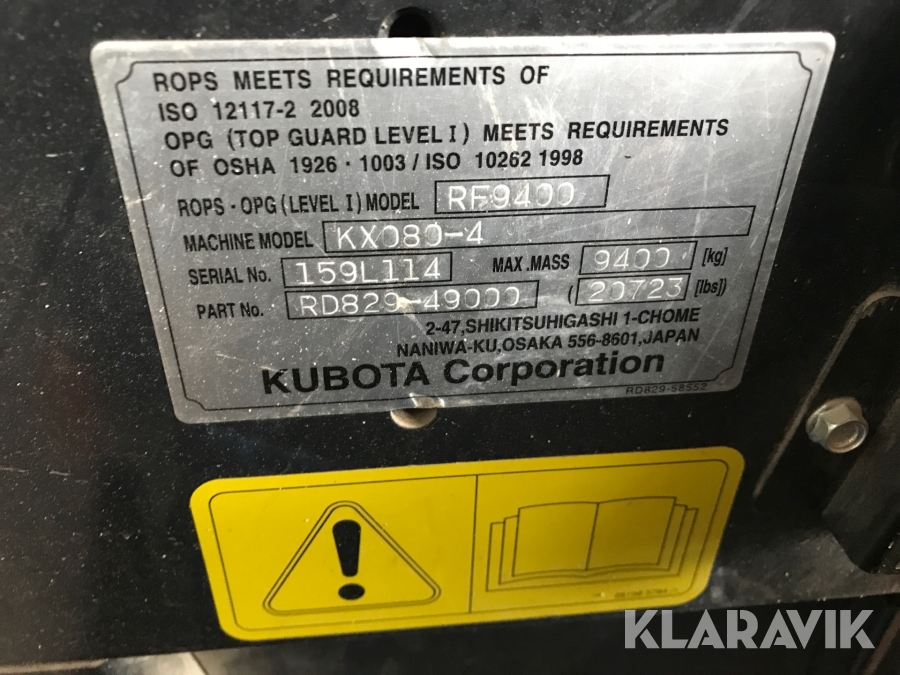 ROPS MEETS REQUIREMENTS OF
ISO 12117-2 2008
OPG (TOP GUARD LEVEL I) MEETS REQUIREMENTS
OF OSHA 1926・1003 / ISO 10262 1998
ROPS・OPG (LEVEL I) MODEL RF9400
MACHINE MODEL KX080-4
SERIAL No. 159L114 MAX.MASS 9400 [kg]
PART No. RD829-49000 (20723 [lbs])
2-47,SHIKITSUHIGASHI 1-CHOME
NANIWA-KU,OSAKA 556-8601,JAPAN
KUBOTA Corporation
RD829-58552
KLARAVIK